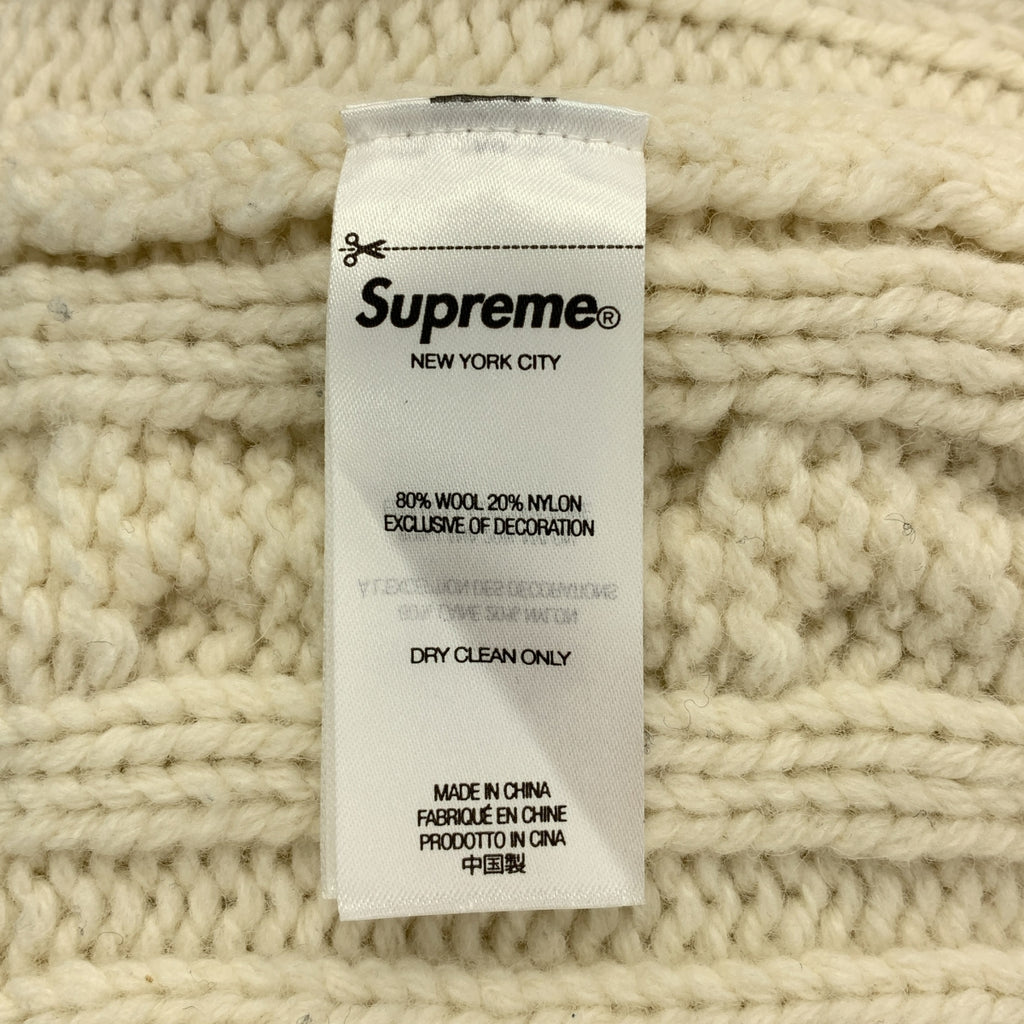 Supreme®
NEW YORK CITY
80% WOOL 20% NYLON
EXCLUSIVE OF DECORATION
DRY CLEAN ONLY
MADE IN CHINA
FABRIQUÉ EN CHINE
PRODOTTO IN CINA
中国製